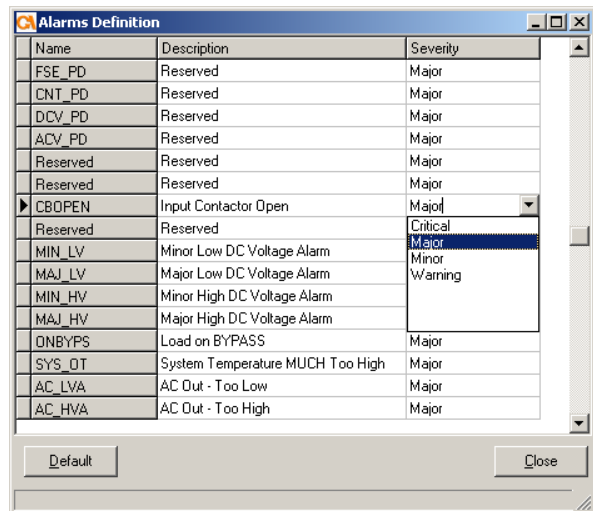 Alarms Definition
Name Description Severity
FSE_PD Reserved Major
CNT_PD Reserved Major
DCV_PD Reserved Major
ACV_PD Reserved Major
Reserved Reserved Major
Reserved Reserved Major
CBOPEN Input Contactor Open Major
Reserved Reserved Critical
Major
MIN_LV Minor Low DC Voltage Alarm Minor
MAJ_LV Major Low DC Voltage Alarm Warning
MIN_HV Minor High DC Voltage Alarm
MAJ_HV Major High DC Voltage Alarm
ONBYPS Load on BYPASS Major
SYS_OT System Temperature MUCH Too High Major
AC_LVA AC Out - Too Low Major
AC_HVA AC Out - Too High Major
Default Close